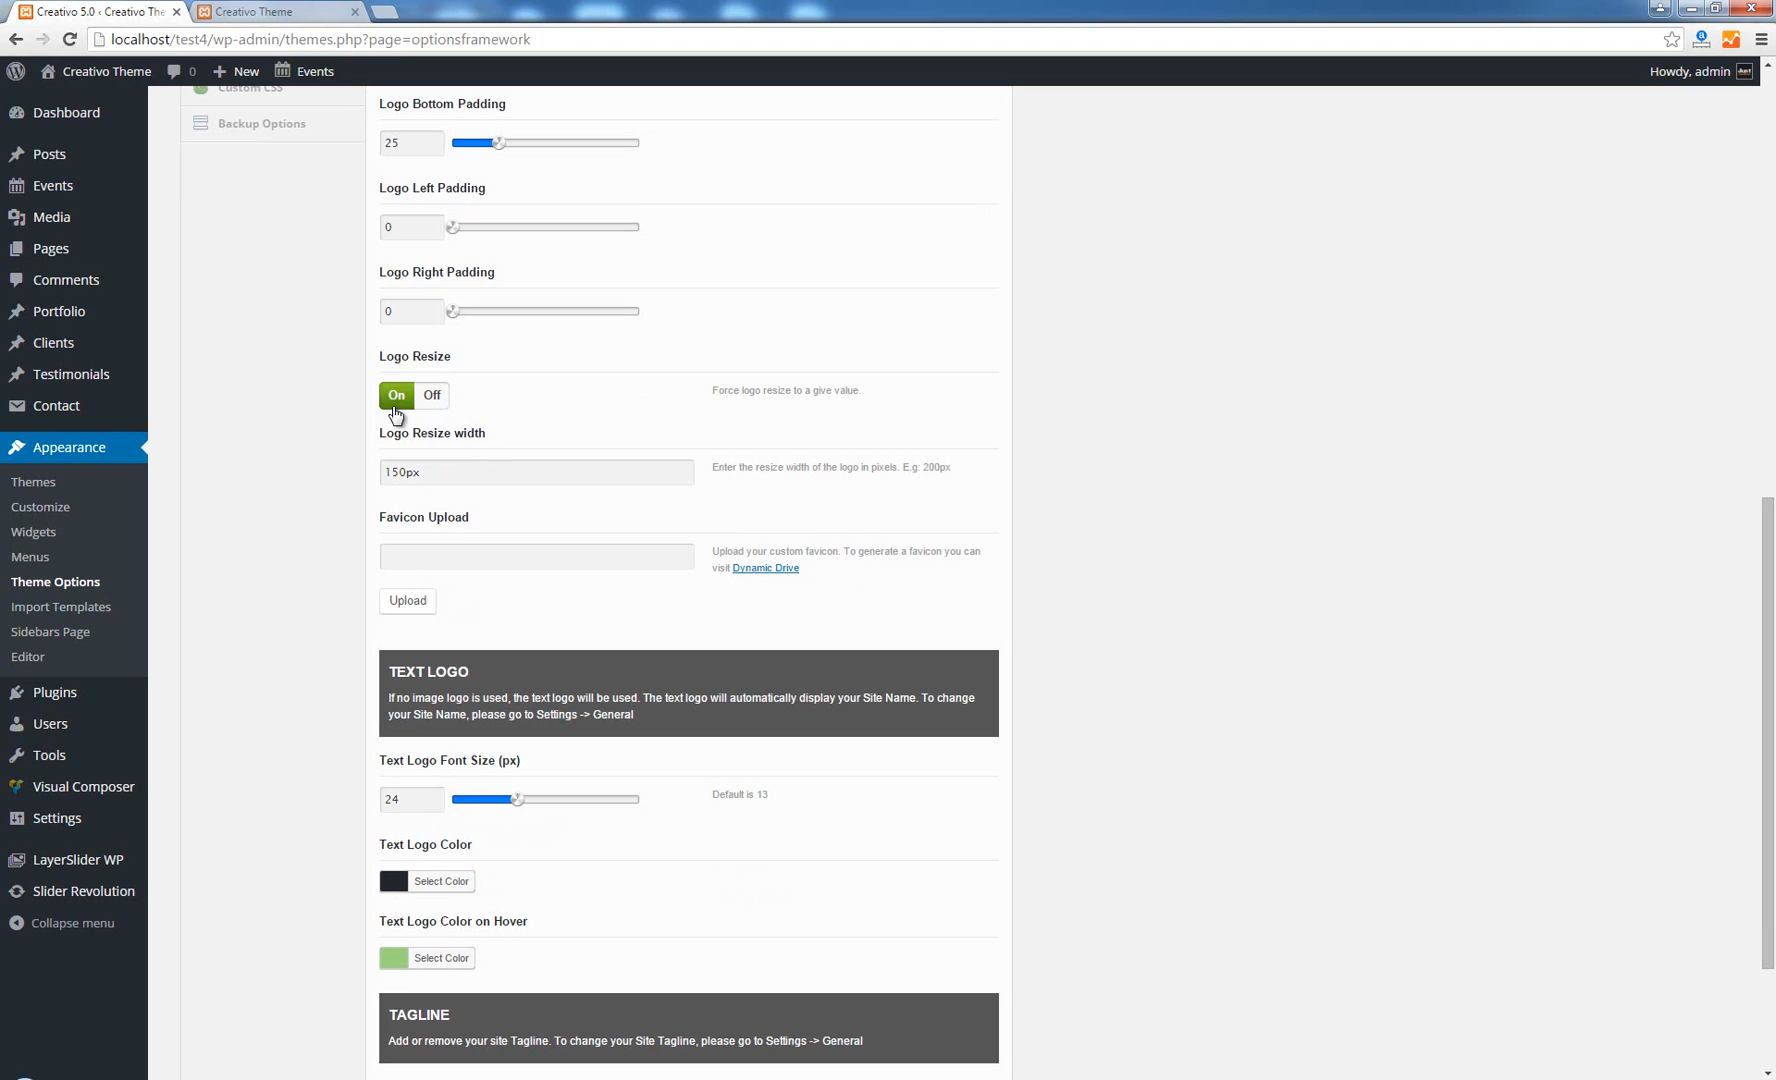 Creativo 5.0 ‹ Creativo The
Creativo Theme
localhost/test4/wp-admin/themes.php?page=optionsframework
Creativo Theme
0
New
Events
Howdy, admin
Dashboard
Posts
Events
Media
Pages
Comments
Portfolio
Clients
Testimonials
Contact
Appearance
Themes
Customize
Widgets
Menus
Theme Options
Import Templates
Sidebars Page
Editor
Plugins
Users
Tools
Visual Composer
Settings
LayerSlider WP
Slider Revolution
Collapse menu
Custom CSS
Backup Options
Logo Bottom Padding
25
Logo Left Padding
0
Logo Right Padding
0
Logo Resize
On Off
Force logo resize to a give value.
Logo Resize width
150px
Enter the resize width of the logo in pixels. E.g: 200px
Favicon Upload
Upload your custom favicon. To generate a favicon you can
visit Dynamic Drive
Upload
TEXT LOGO
If no image logo is used, the text logo will be used. The text logo will automatically display your Site Name. To change
your Site Name, please go to Settings -> General
Text Logo Font Size (px)
24
Default is 13
Text Logo Color
Select Color
Text Logo Color on Hover
Select Color
TAGLINE
Add or remove your site Tagline. To change your Site Tagline, please go to Settings -> General